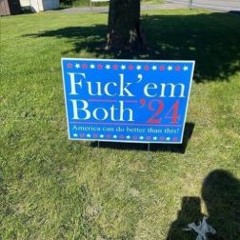 Fuck'em
Both '24
America can do better than this!